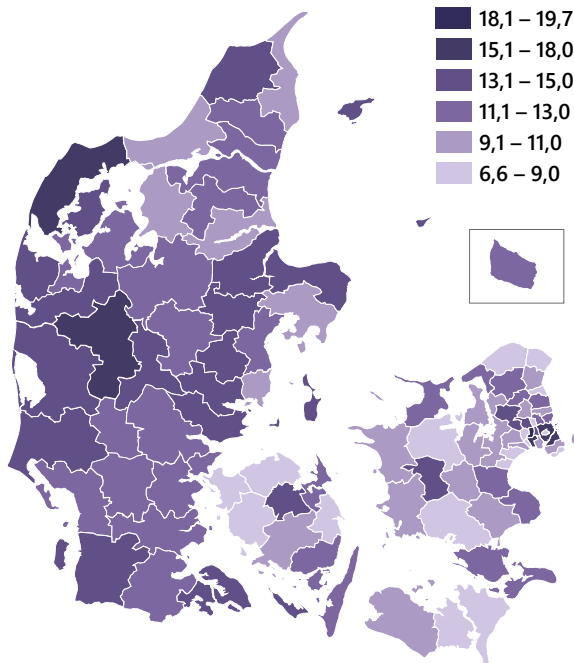 18,1 – 19,7
15,1 – 18,0
13,1 – 15,0
11,1 – 13,0
9,1 – 11,0
6,6 – 9,0